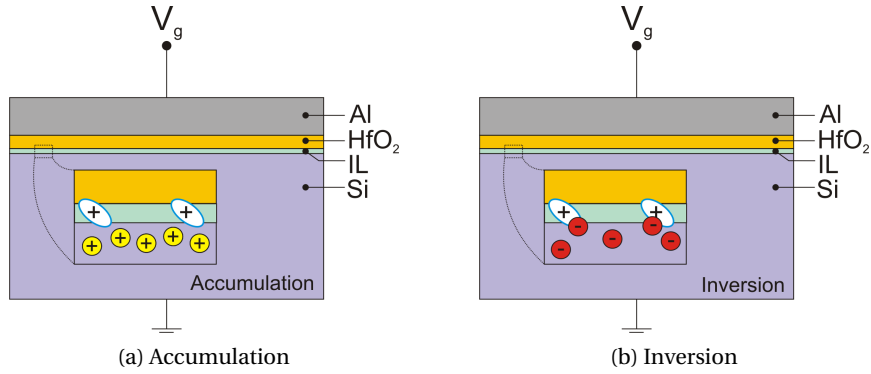 V_g
Al
HfO₂
IL
Si
+ +
+ + + + +
Accumulation
(a) Accumulation
V_g
Al
HfO₂
IL
Si
+ +
- - - - -
Inversion
(b) Inversion